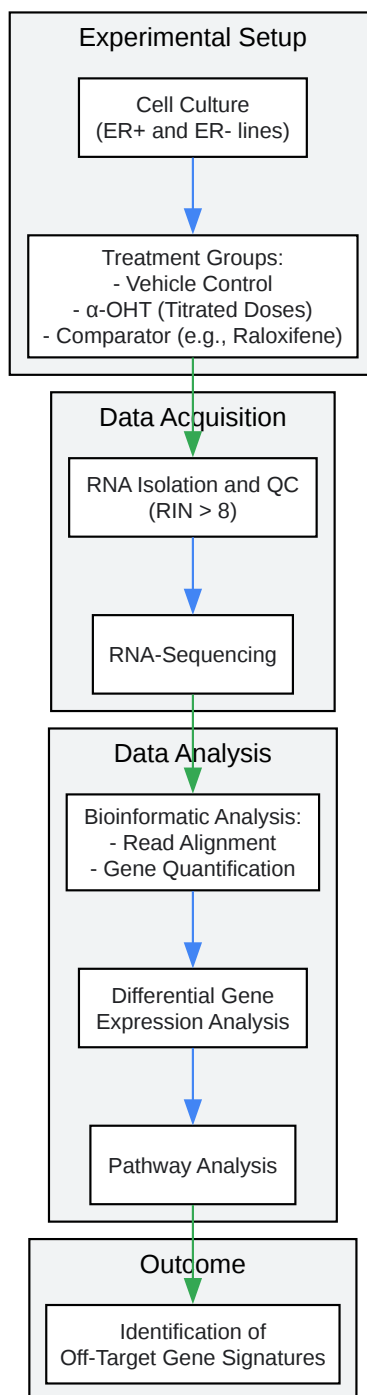 Experimental Setup
Cell Culture
(ER+ and ER- lines)
Treatment Groups:
- Vehicle Control
- α-OHT (Titrated Doses)
- Comparator (e.g., Raloxifene)
Data Acquisition
RNA Isolation and QC
(RIN > 8)
RNA-Sequencing
Data Analysis
Bioinformatic Analysis:
- Read Alignment
- Gene Quantification
Differential Gene
Expression Analysis
Pathway Analysis
Outcome
Identification of
Off-Target Gene Signatures